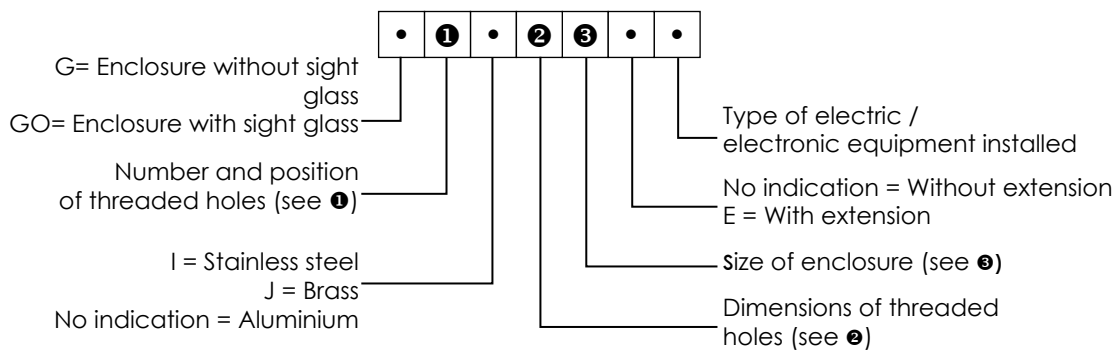 • ❶ • ❷ ❸ • •
G= Enclosure without sight
glass
GO= Enclosure with sight glass
Number and position
of threaded holes (see ❶)
I = Stainless steel
J = Brass
No indication = Aluminium
Type of electric /
electronic equipment installed
No indication = Without extension
E = With extension
Size of enclosure (see ❸)
Dimensions of threaded
holes (see ❷)